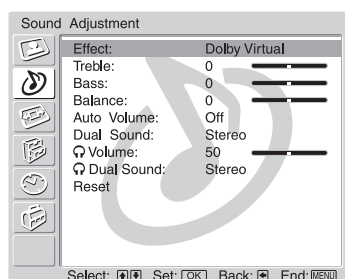 Sound Adjustment
Effect: Dolby Virtual
Treble: 0
Bass: 0
Balance: 0
Auto Volume: Off
Dual Sound: Stereo
Volume: 50
Dual Sound: Stereo
Reset
Select: Set: OK Back: End: MENU